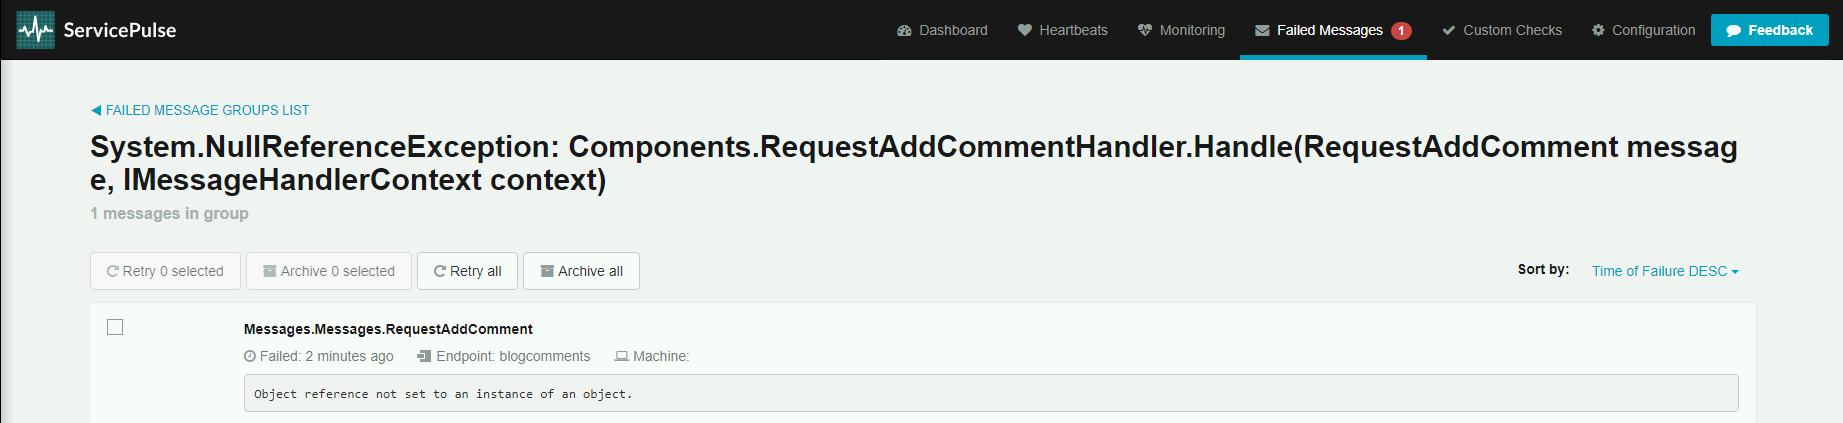 ServicePulse
Dashboard
Heartbeats
Monitoring
Failed Messages 1
Custom Checks
Configuration
Feedback
FAILED MESSAGE GROUPS LIST
System.NullReferenceException: Components.RequestAddCommentHandler.Handle(RequestAddComment messag
e, IMessageHandlerContext context)
1 messages in group
Retry 0 selected
Archive 0 selected
Retry all
Archive all
Sort by: Time of Failure DESC
Messages.Messages.RequestAddComment
Failed: 2 minutes ago
Endpoint: blogcomments
Machine:
Object reference not set to an instance of an object.